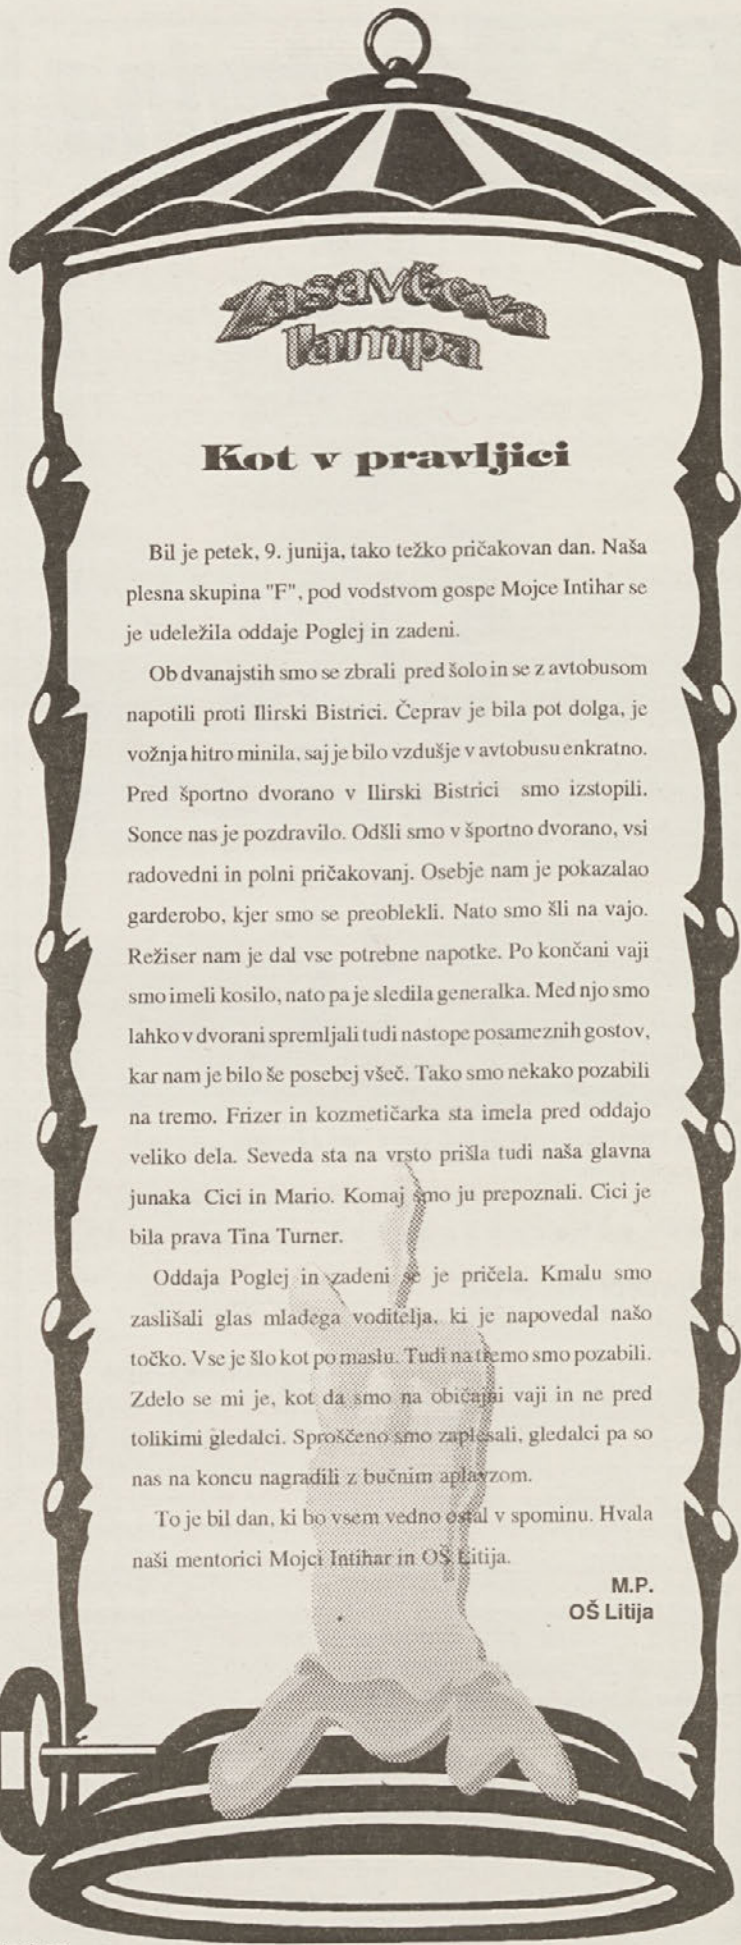 Zasavčeva
lampa
Kot v pravljici
Bil je petek, 9. junija, tako težko pričakovan dan. Naša
plesna skupina "F", pod vodstvom gospe Mojce Intihar se
je udeležila oddaje Poglej in zadeni.
Ob dvanajstih smo se zbrali pred šolo in se z avtobusom
napotili proti Ilirski Bistrici. Čeprav je bila pot dolga, je
vožnja hitro minila, saj je bilo vzdušje v avtobusu enkratno.
Pred športno dvorano v Ilirski Bistrici smo izstopili.
Sonce nas je pozdravilo. Odšli smo v športno dvorano, vsi
radovedni in polni pričakovanj. Osebje nam je pokazalao
garderobo, kjer smo se preoblekli. Nato smo šli na vajo.
Režiser nam je dal vse potrebne napotke. Po končani vaji
smo imeli kosilo, nato pa je sledila generalka. Med njo smo
lahko v dvorani spremljali tudi nastope posameznih gostov,
kar nam je bilo še posebej všeč. Tako smo nekako pozabili
na tremo. Frizer in kozmetičarka sta imela pred oddajo
veliko dela. Seveda sta na vrsto prišla tudi naša glavna
junaka Cici in Mario. Komaj smo ju prepoznali. Cici je
bila prava Tina Turner.
Oddaja Poglej in zadeni se je pričela. Kmalu smo
zaslišali glas mladega voditelja, ki je napovedal našo
točko. Vse je šlo kot po maslu. Tudi na tremo smo pozabili.
Zdelo se mi je, kot da smo na običajni vaji in ne pred
tolikimi gledalci. Sproščeno smo zaplesali, gledalci pa so
nas na koncu nagradili z bučnim aplavzom.
To je bil dan, ki bo vsem vedno ostal v spominu. Hvala
naši mentorici Mojci Intihar in OŠ Litija.
M.P.
OŠ Litija